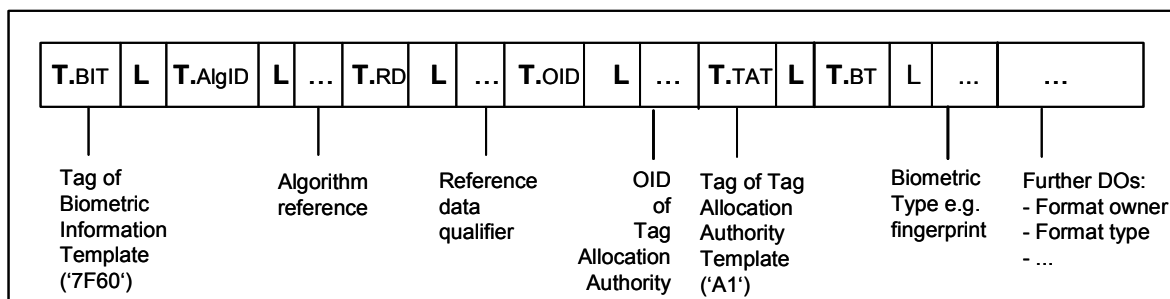 T.BIT L T.AlgID L ... T.RD L ... T.OID L ... T.TAT L T.BT L ... ...
Tag of
Biometric
Information
Template
('7F60')
Algorithm
reference
Reference
data
qualifier
OID
of
Tag
Allocation
Authority
Tag of Tag
Allocation
Authority
Template
('A1')
Biometric
Type e.g.
fingerprint
Further DOs:
- Format owner
- Format type
- ...